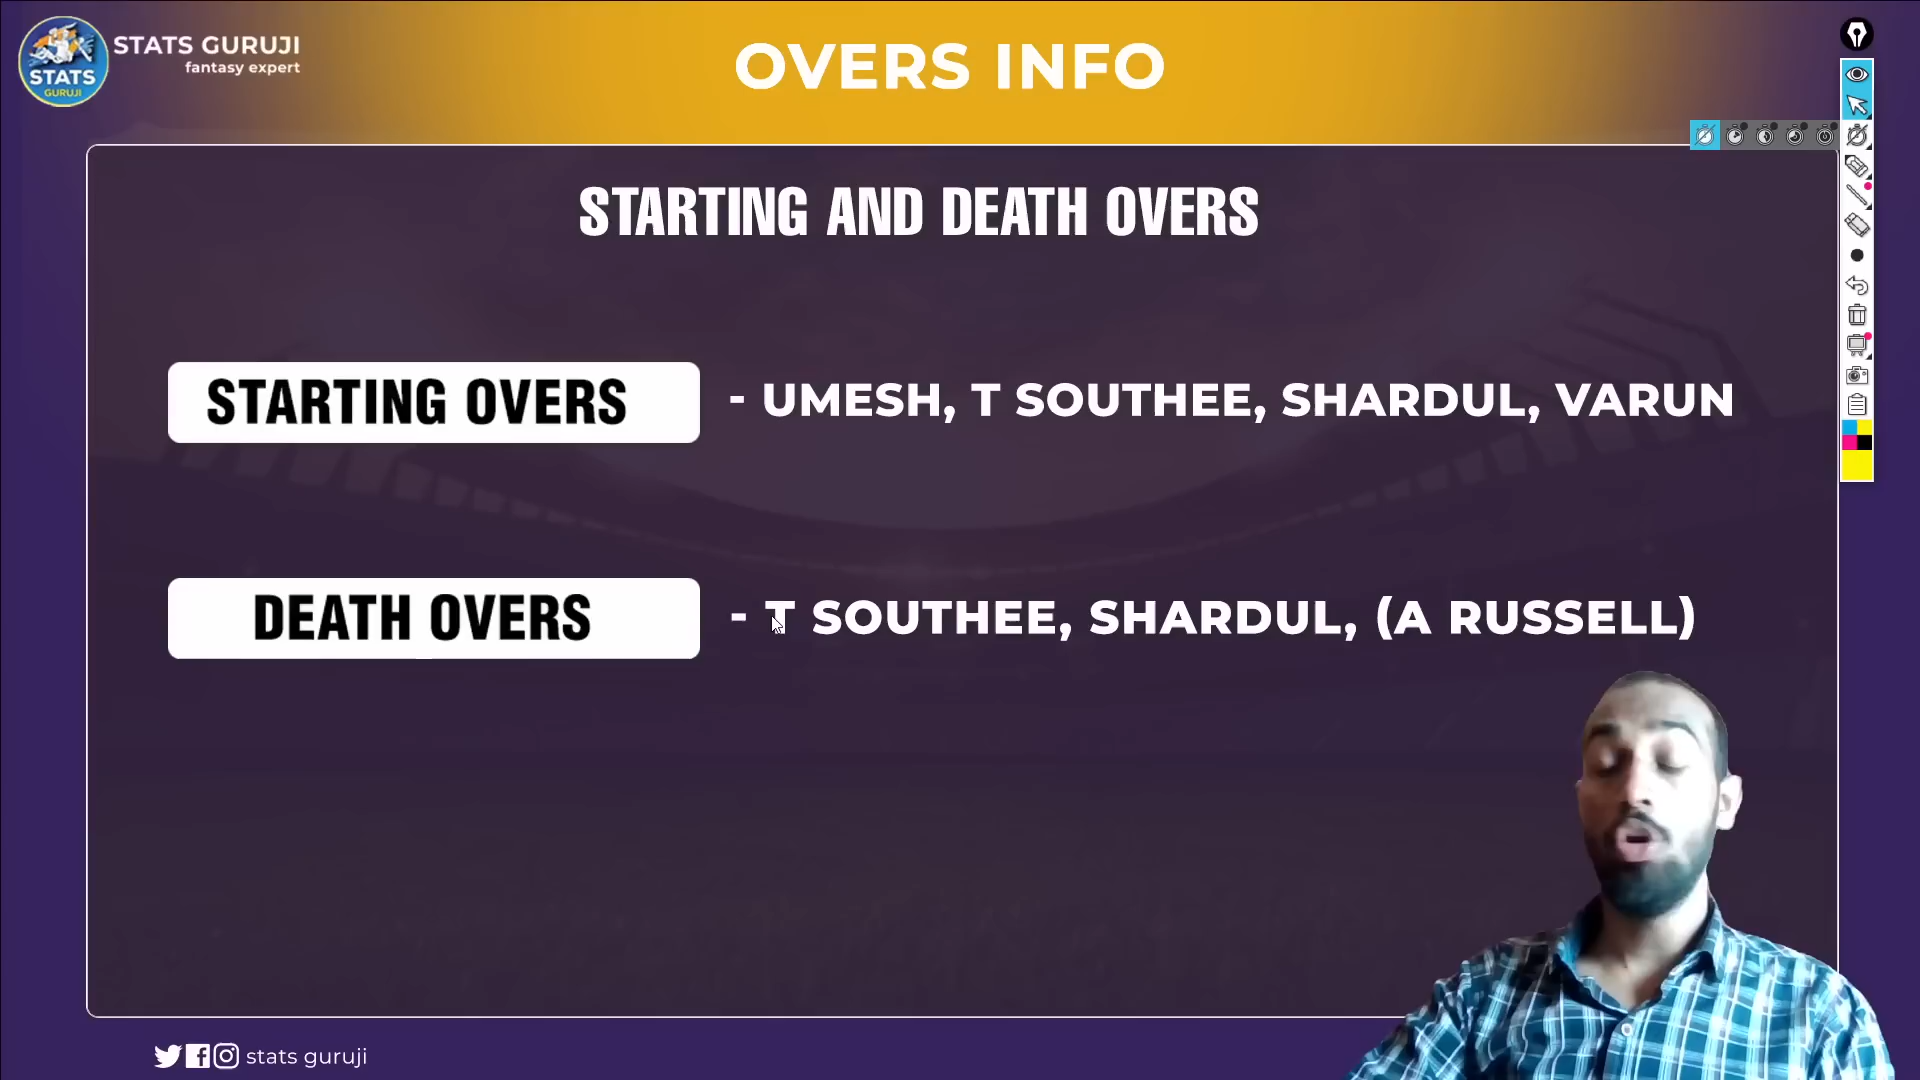 STATS GURUJI
fantasy expert
STATS
GURUJI
OVERS INFO
STARTING AND DEATH OVERS
STARTING OVERS - UMESH, T SOUTHEE, SHARDUL, VARUN
DEATH OVERS - T SOUTHEE, SHARDUL, (A RUSSELL)
stats guruji